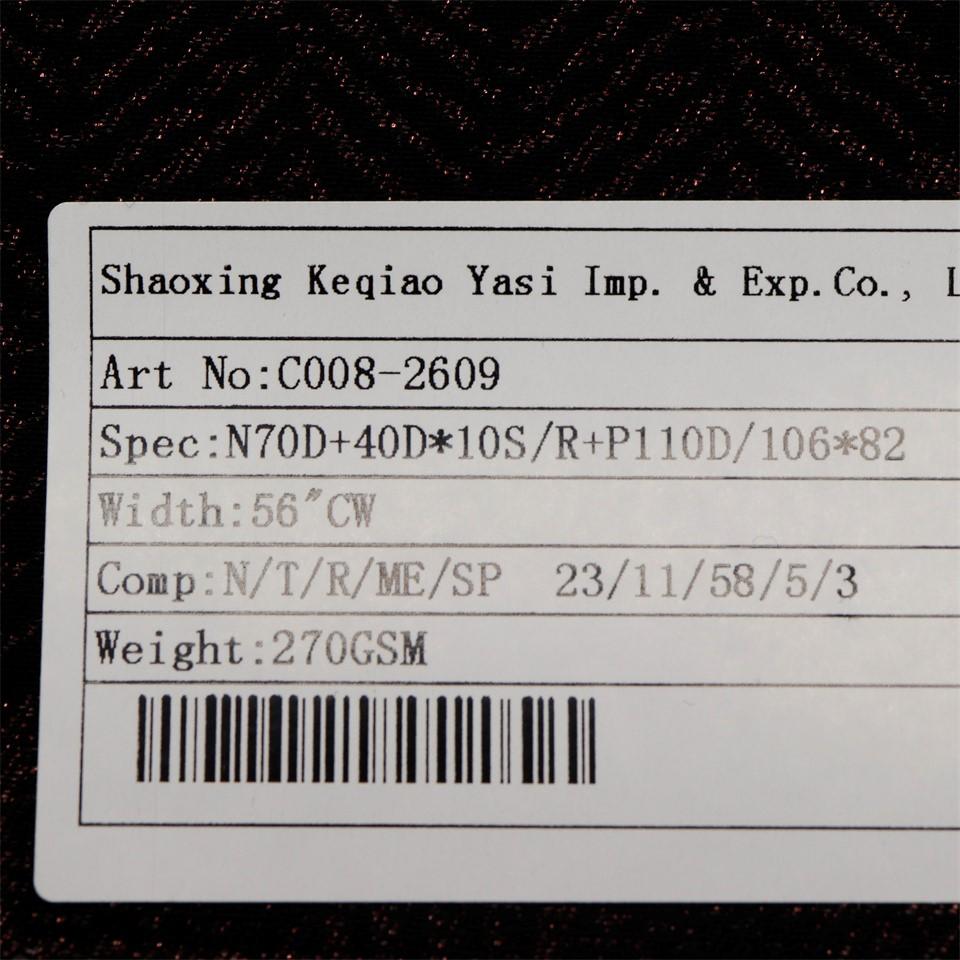 Shaoxing Keqiao Yasi Imp. & Exp.Co., L
Art No:C008-2609
Spec:N70D+40D*10S/R+P110D/106*82
Width:56″CW
Comp:N/T/R/ME/SP 23/11/58/5/3
Weight:270GSM